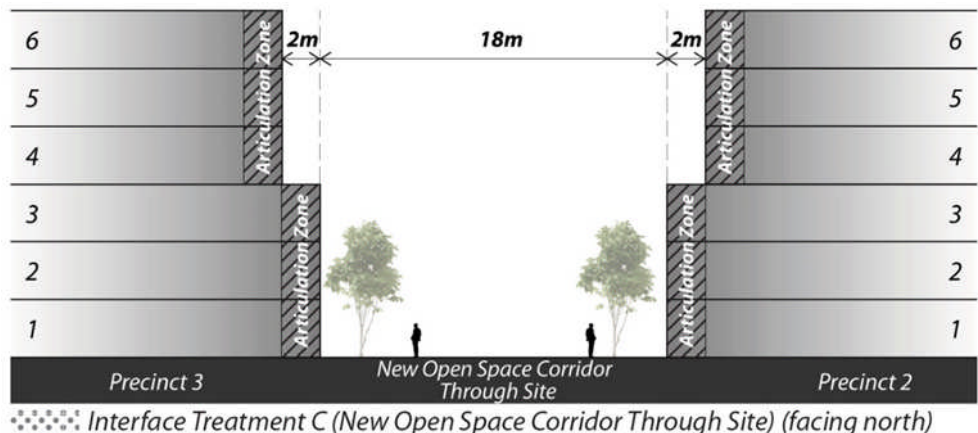 2m 18m 2m
6 Articulation Zone Articulation Zone 6
5 5
4 4
3 Articulation Zone Articulation Zone 3
2 2
1 1
Precinct 3 New Open Space Corridor Through Site Precinct 2
Interface Treatment C (New Open Space Corridor Through Site) (facing north)